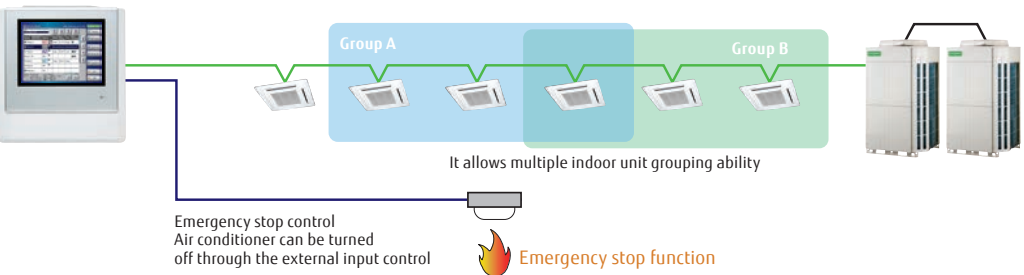 Group A
Group B
It allows multiple indoor unit grouping ability
Emergency stop control
Air conditioner can be turned
off through the external input control
Emergency stop function